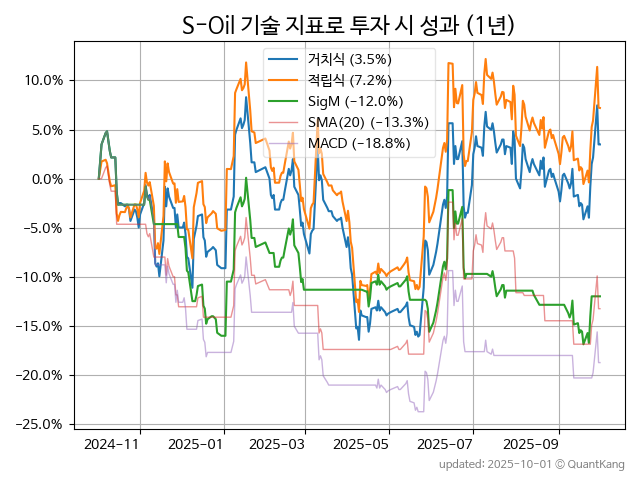 S-Oil 기술 지표로 투자 시 성과 (1년)
거치식 (3.5%)
적립식 (7.2%)
SigM (−12.0%)
SMA(20) (−13.3%)
MACD (−18.8%)
10.0%
5.0%
0.0%
−5.0%
−10.0%
−15.0%
−20.0%
−25.0%
2024-11 2025-01 2025-03 2025-05 2025-07 2025-09
updated: 2025-10-01 © QuantKang